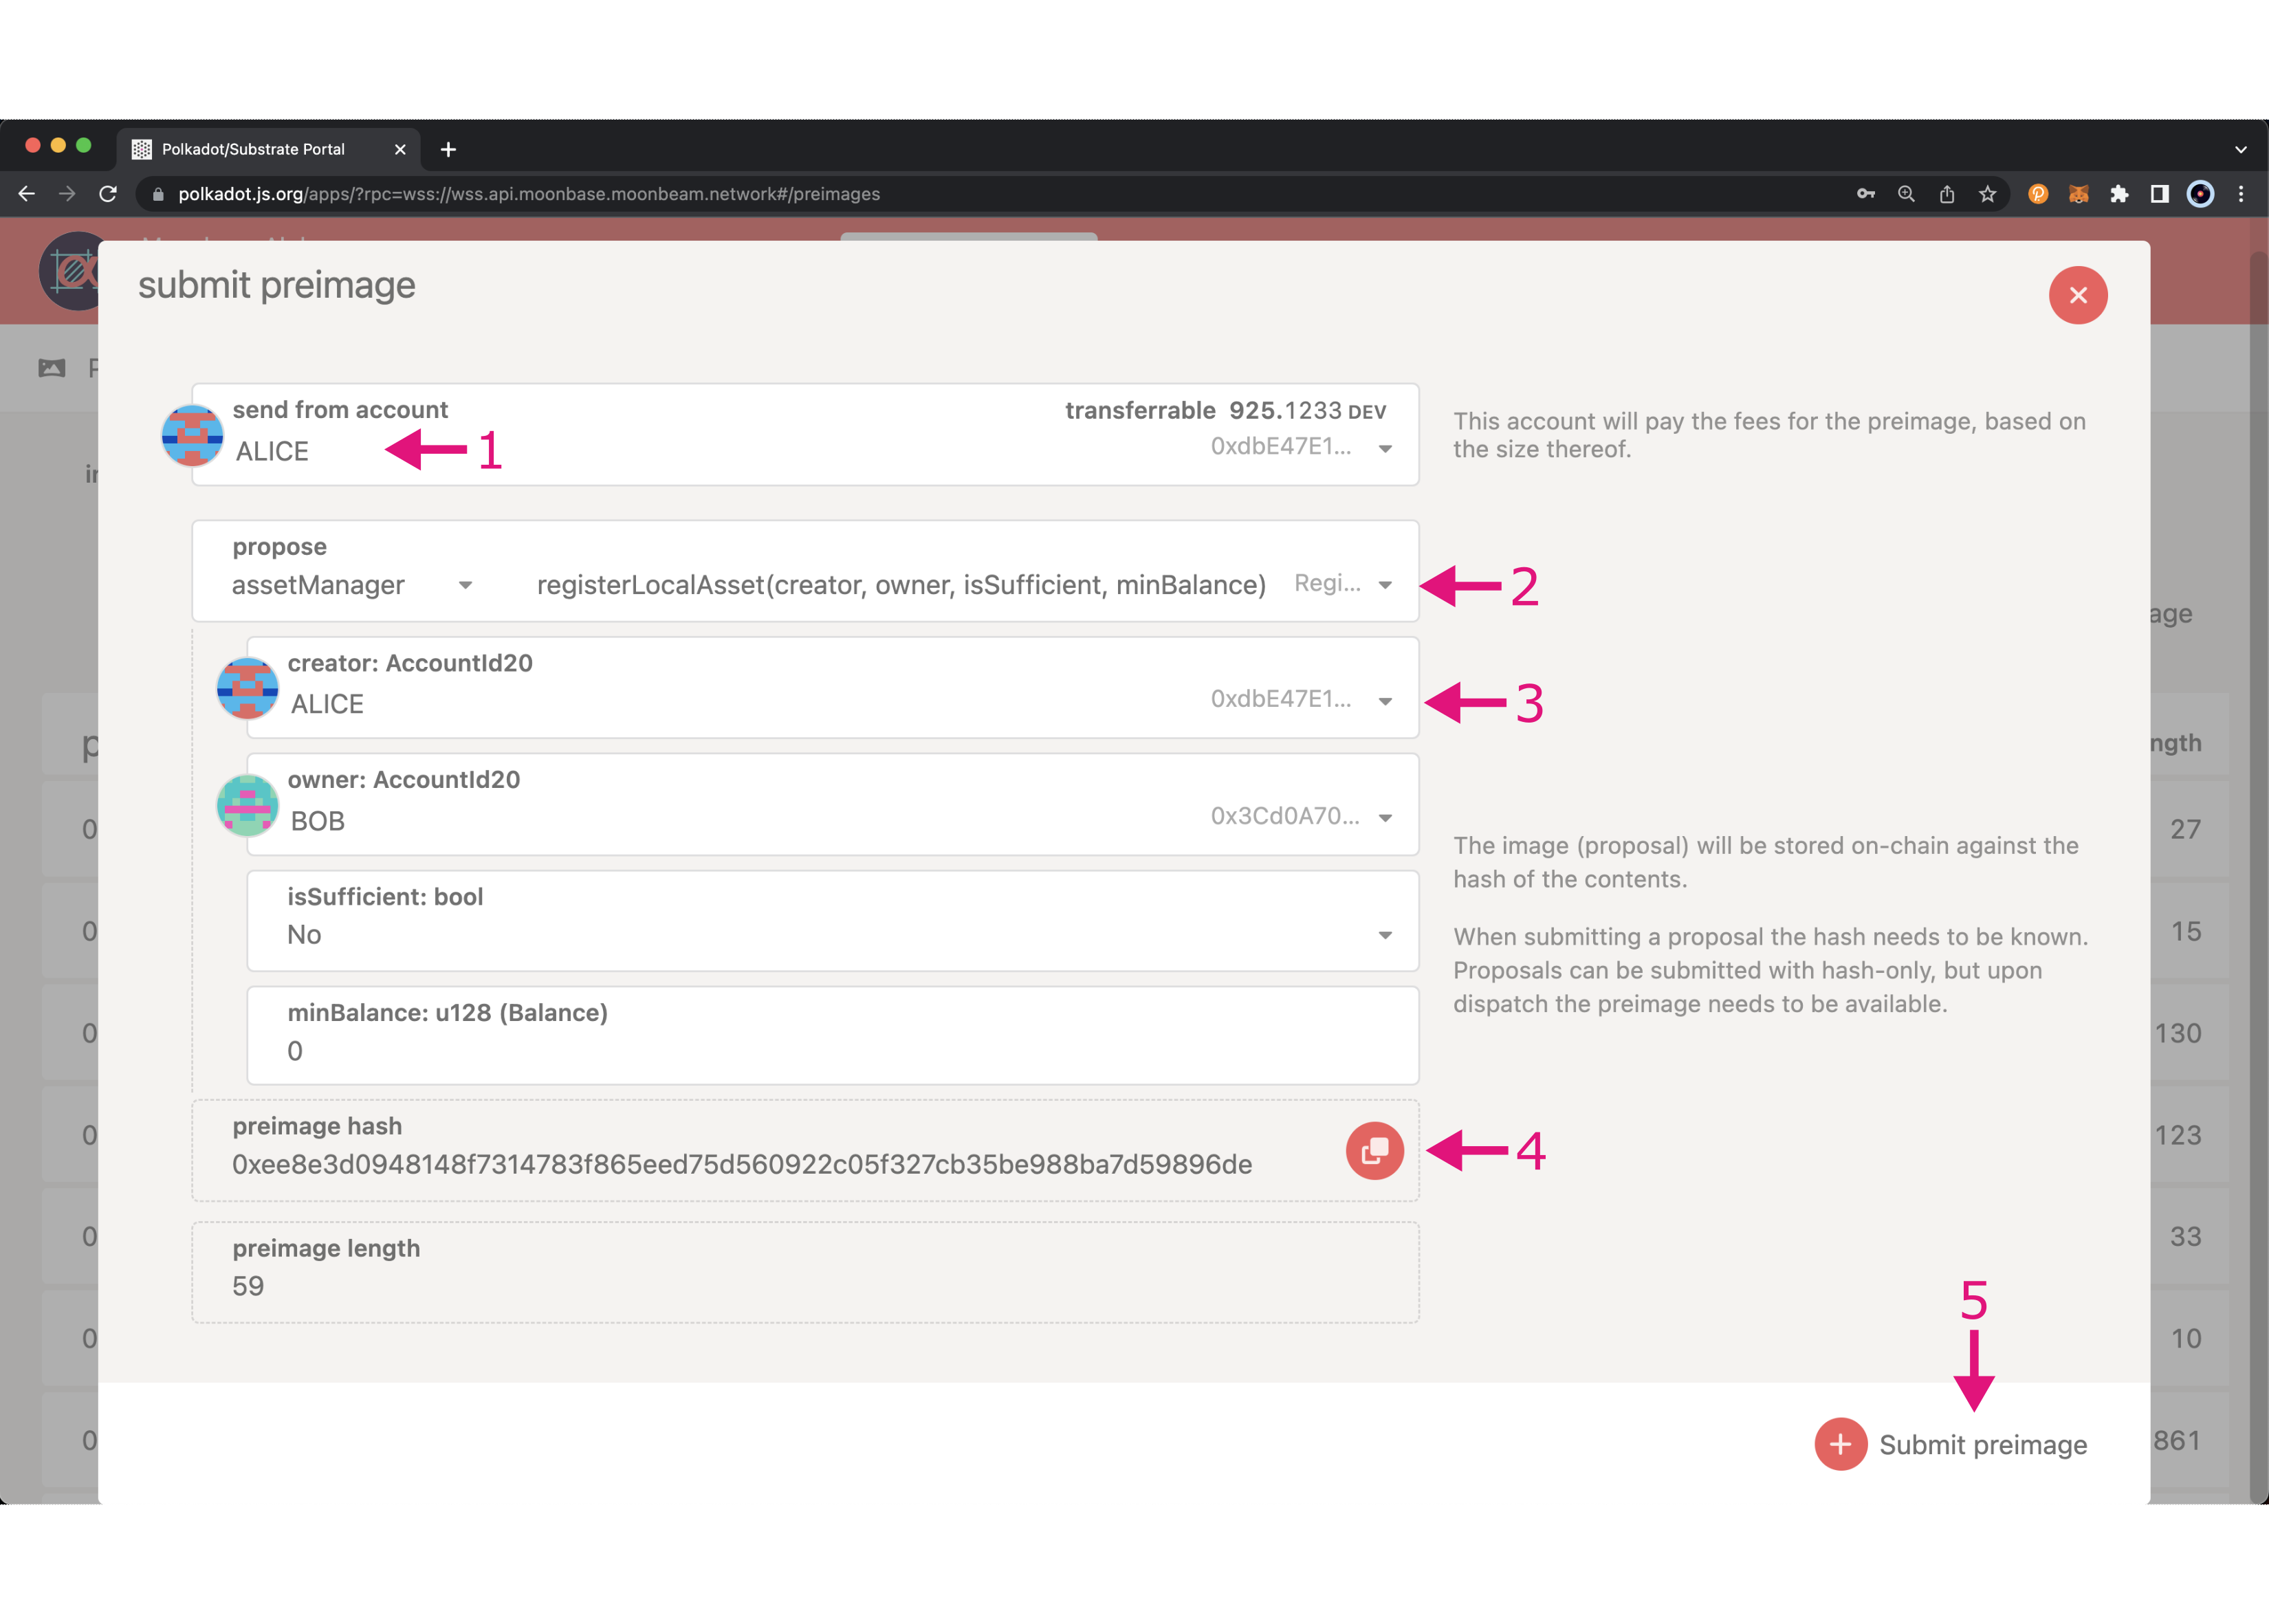 Polkadot/Substrate Portal
polkadot.js.org/apps/?rpc=wss://wss.api.moonbase.moonbeam.network#/preimages
submit preimage
send from account
transferrable 925.1233 DEV
ALICE
0xdbE47E1...
1
This account will pay the fees for the preimage, based on
the size thereof.
propose
assetManager
registerLocalAsset(creator, owner, isSufficient, minBalance)
Regi...
2
creator: AccountId20
ALICE
0xdbE47E1...
3
owner: AccountId20
BOB
0x3Cd0A70...
isSufficient: bool
No
minBalance: u128 (Balance)
0
The image (proposal) will be stored on-chain against the
hash of the contents.
When submitting a proposal the hash needs to be known.
Proposals can be submitted with hash-only, but upon
dispatch the preimage needs to be available.
preimage hash
0xee8e3d0948148f7314783f865eed75d560922c05f327cb35be988ba7d59896de
4
preimage length
59
5
Submit preimage
age
ngth
27
15
130
123
33
10
861